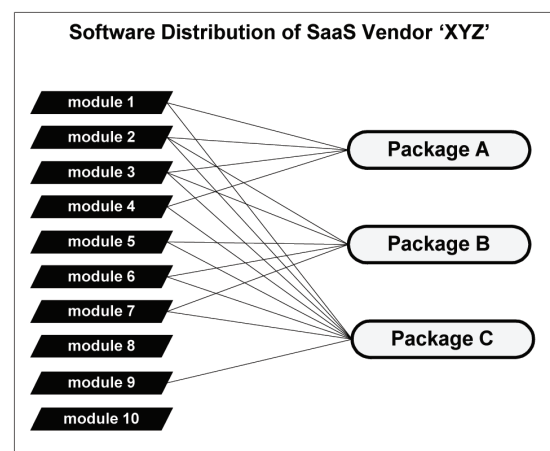 Software Distribution of SaaS Vendor ‘XYZ’
module 1
module 2
module 3
module 4
module 5
module 6
module 7
module 8
module 9
module 10
Package A
Package B
Package C